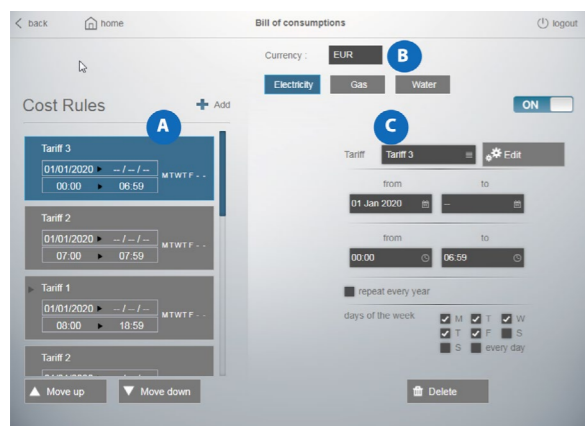 back
home
Bill of consumptions
logout
Currency :
EUR
B
Electricity
Gas
Water
Cost Rules
Add
ON
A
C
Tariff 3
01/01/2020 -- / -- / --
00:00 06:59
M T W T F - -
Tariff 2
01/01/2020 -- / -- / --
07:00 07:59
M T W T F - -
Tariff 1
01/01/2020 -- / -- / --
08:00 18:59
M T W T F - -
Tariff 2
Move up
Move down
Tariff
Tariff 3
Edit
from to
01 Jan 2020 --
from to
00:00 06:59
repeat every year
days of the week
M T W
T F S
S every day
Delete